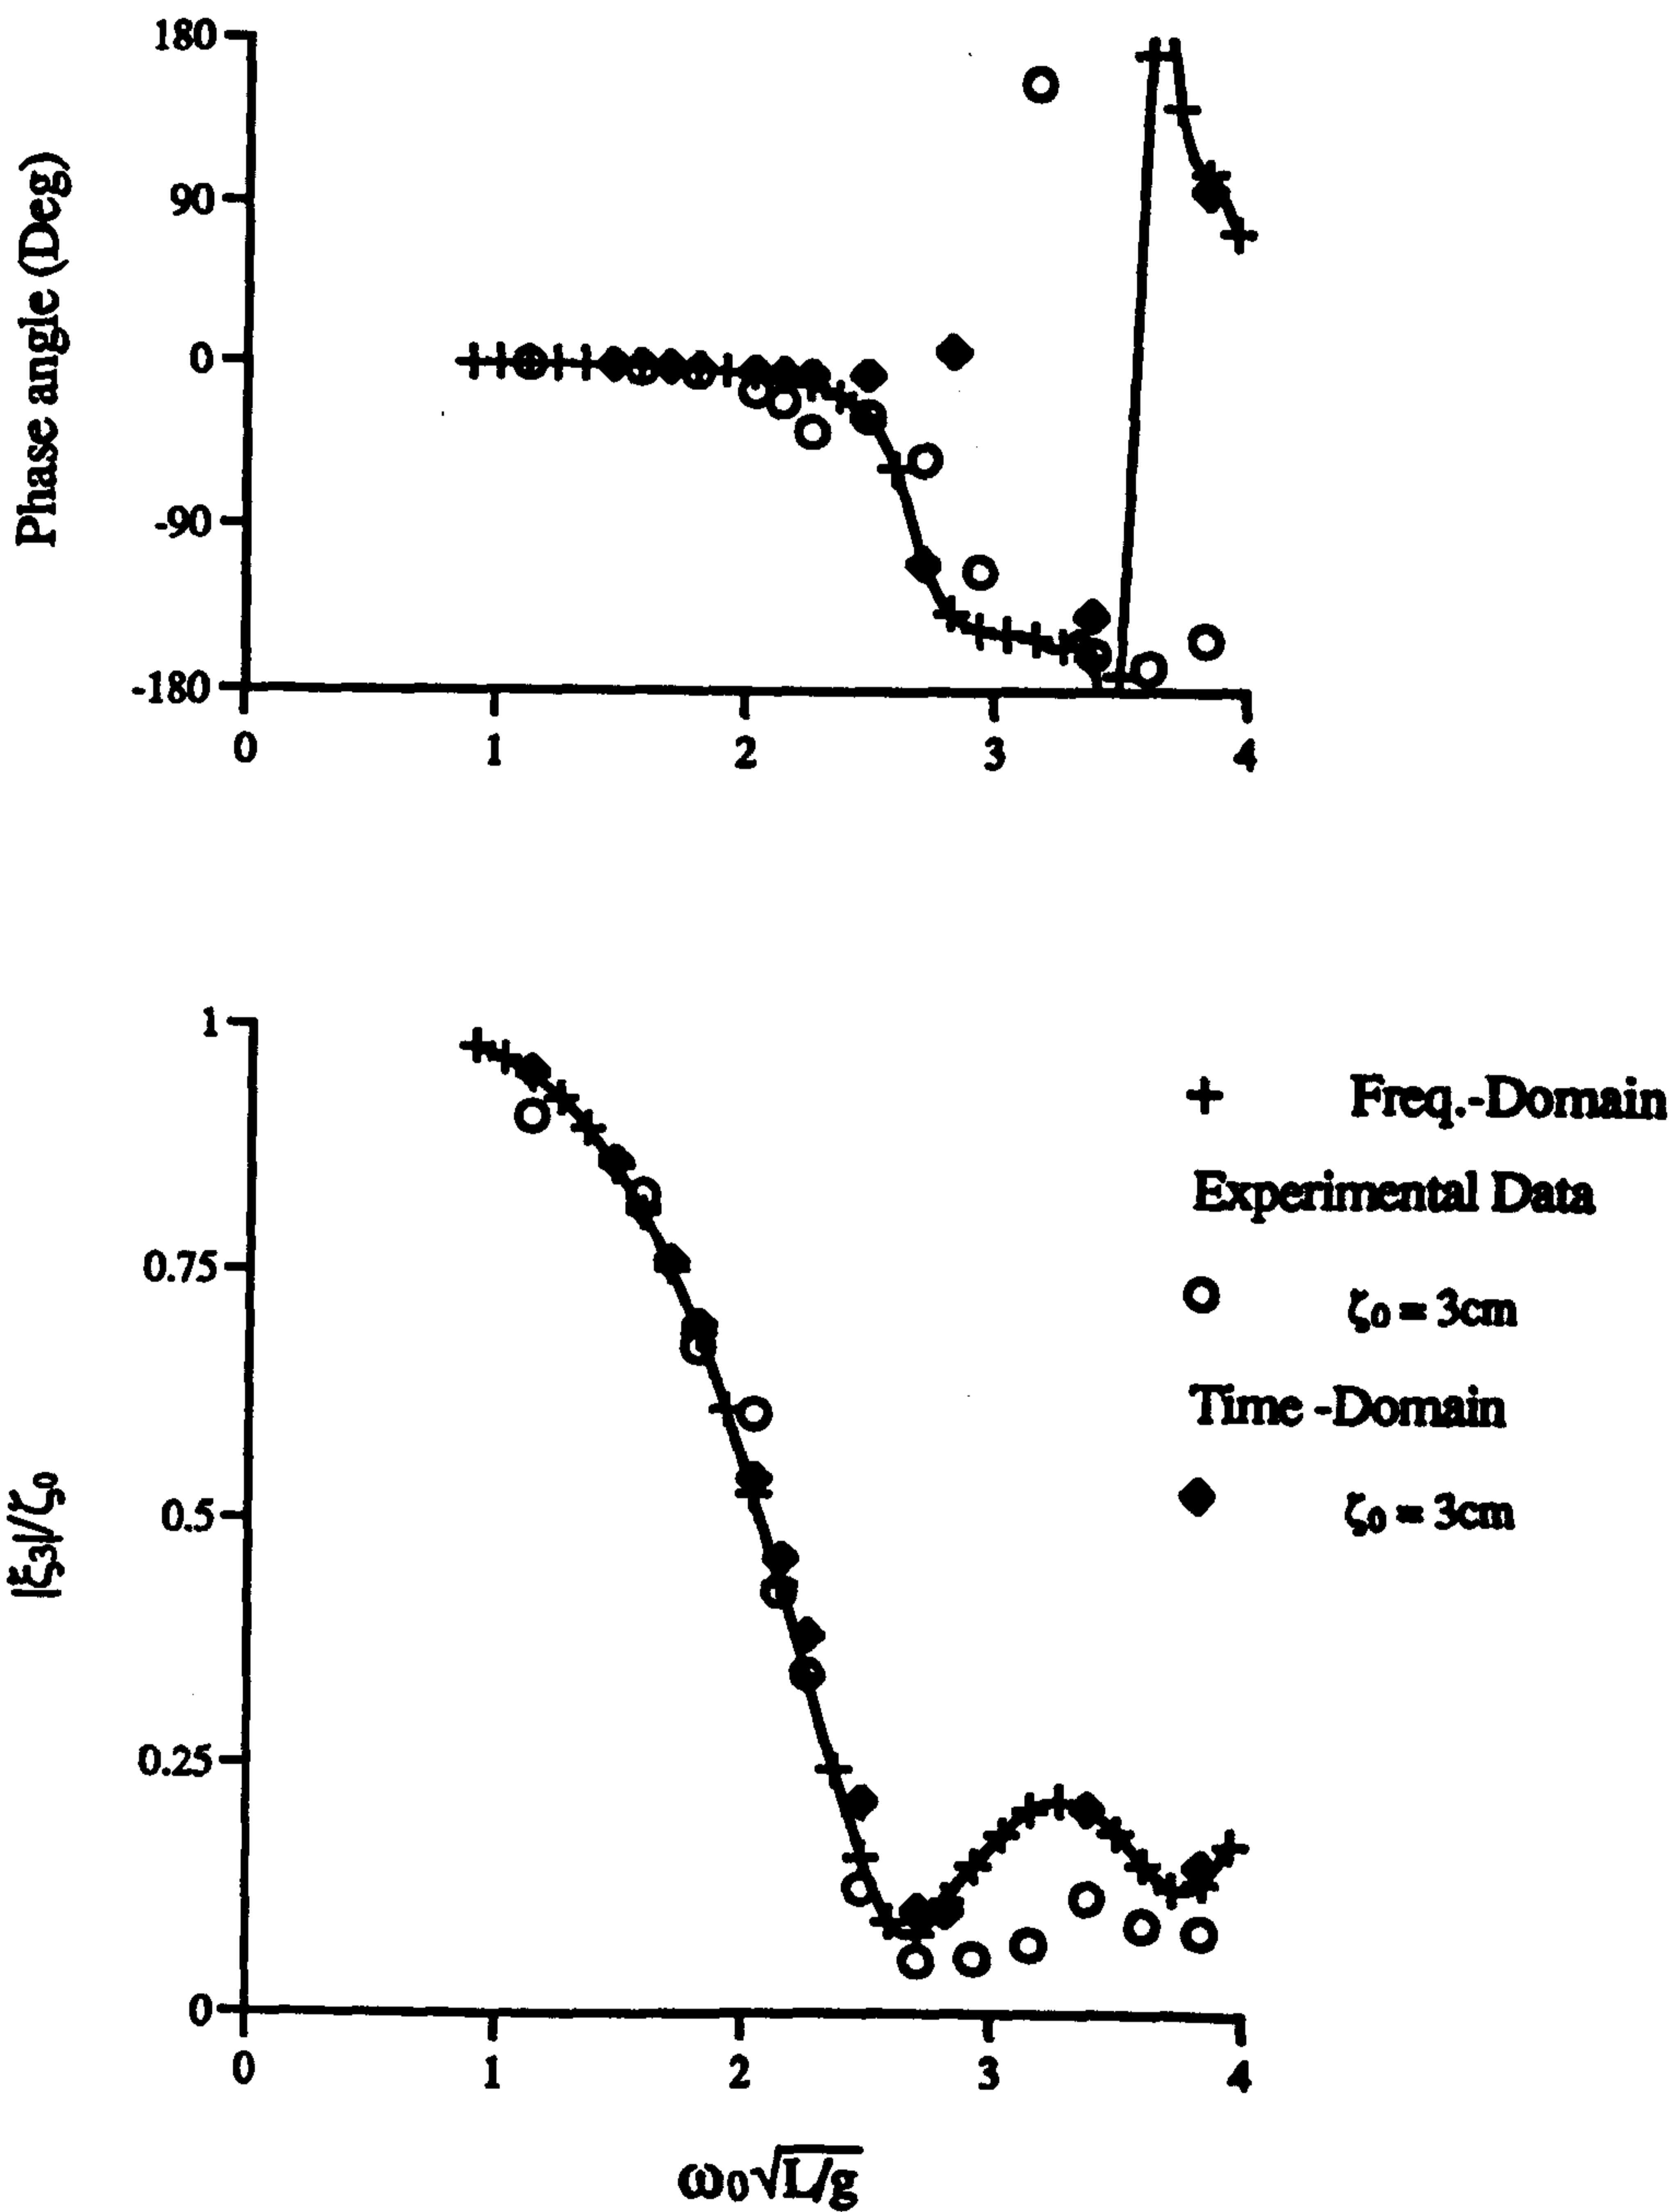 Phase angle (Deg)
180
90
0
-90
-180
0
1
2
3
4
|ξ₃|/ζ₀
1
0.75
0.5
0.25
0
0
1
2
3
4
ω₀√L/g
+ Freq.-Domain
Experimental Data
ζ₀ = 3cm
Time -Domain
ζ₀ = 3cm